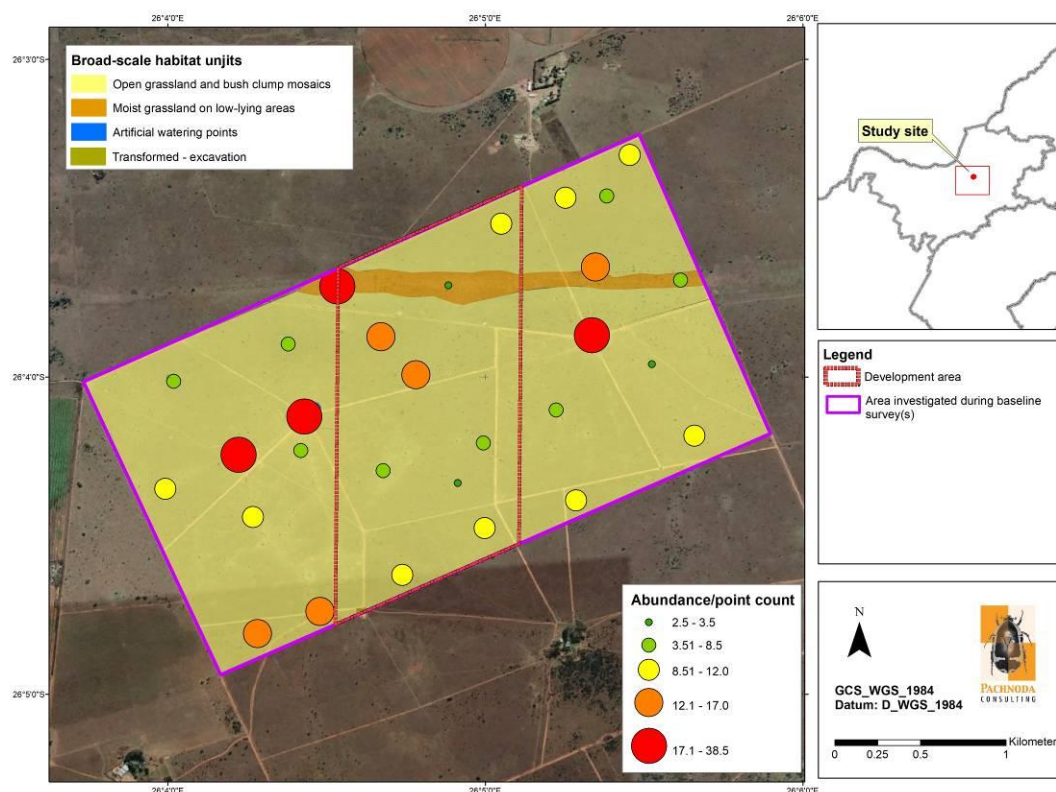 26°4'0"E
26°5'0"E
26°6'0"E
26°3'0"S
26°4'0"S
26°5'0"S
Broad-scale habitat unjits
Open grassland and bush clump mosaics
Moist grassland on low-lying areas
Artificial watering points
Transformed - excavation
Study site
Legend
Development area
Area investigated during baseline
survey(s)
Abundance/point count
2.5 - 3.5
3.51 - 8.5
8.51 - 12.0
12.1 - 17.0
17.1 - 38.5
N
PACHNODA
CONSULTING
GCS_WGS_1984
Datum: D_WGS_1984
Kilometer
0 0.25 0.5 1
26°4'0"E
26°5'0"E
26°6'0"E